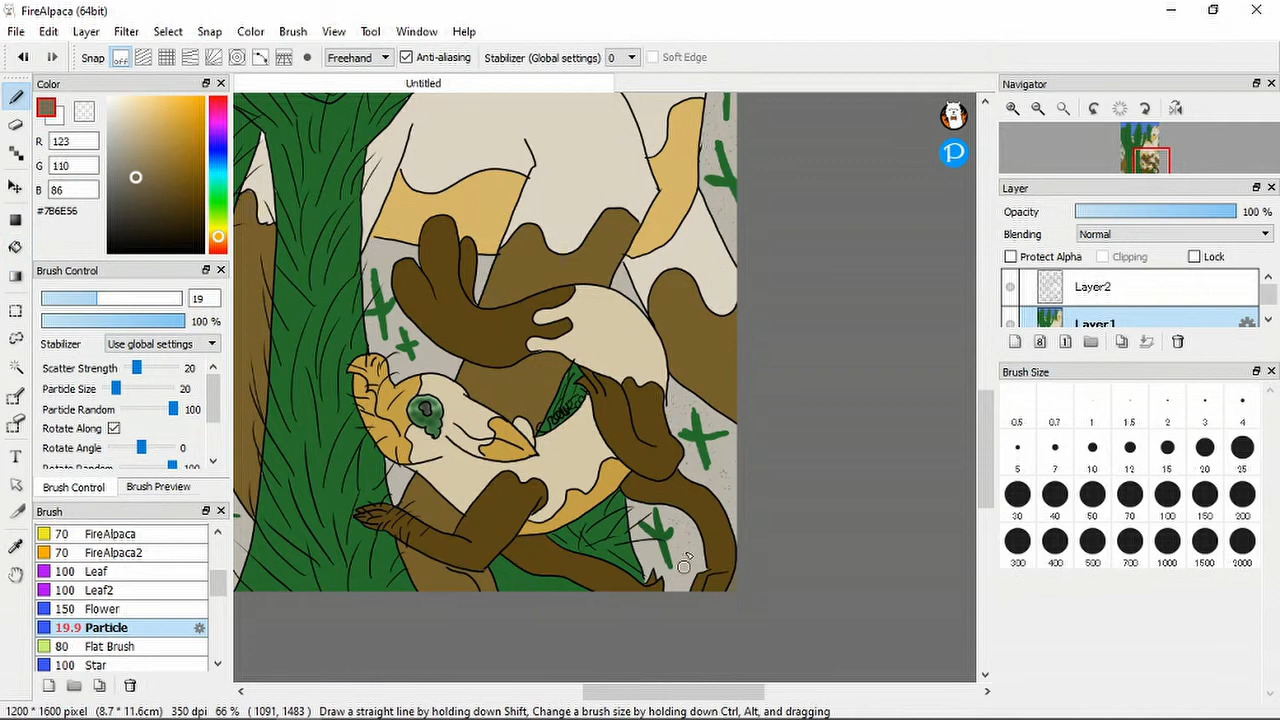 FireAlpaca (64bit)
File Edit Layer Filter Select Snap Color Brush View Tool Window Help
Snap off Freehand Anti-aliasing Stabilizer (Global settings) 0 Soft Edge
Color Untitled Navigator
R 123
G 110
B 86
#7B6E56
Layer
Opacity 100 %
Blending Normal
Protect Alpha Clipping Lock
Layer2
Layer1
Brush Control
19
100 %
Stabilizer Use global settings
Scatter Strength 20
Particle Size 20
Particle Random 100
Rotate Along
Rotate Angle 0
Rotate Random 100
Brush Control Brush Preview
Brush
70 FireAlpaca
70 FireAlpaca2
100 Leaf
100 Leaf2
150 Flower
19.9 Particle
80 Flat Brush
100 Star
Brush Size
0.5 0.7 1 1.5 2 3 4
5 7 10 12 15 20 25
30 40 50 70 100 150 200
300 400 500 700 1000 1500 2000
1200 * 1600 pixel (8.7 * 11.6cm) 350 dpi 66 % ( 1091, 1483 ) Draw a straight line by holding down Shift, Change a brush size by holding down Ctrl, Alt, and dragging